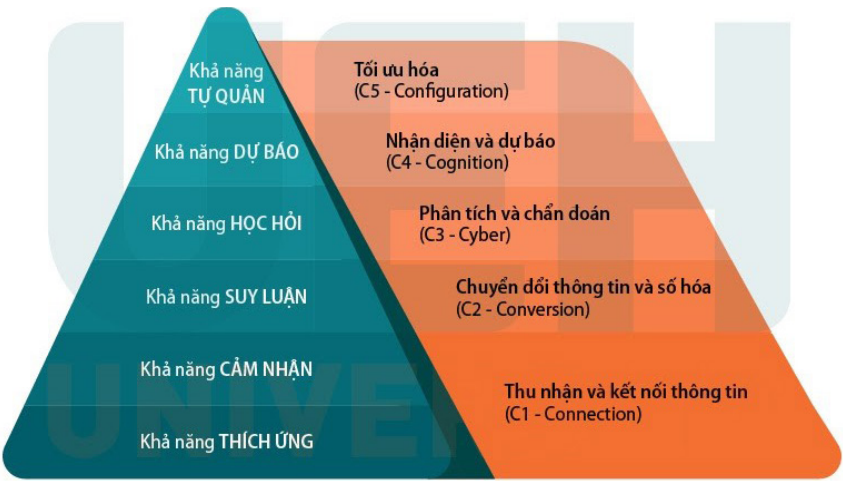 Khả năng
TỰ QUẢN
Tối ưu hóa
(C5 - Configuration)
Khả năng DỰ BÁO
Nhận diện và dự báo
(C4 - Cognition)
Khả năng HỌC HỎI
Phân tích và chẩn đoán
(C3 - Cyber)
Khả năng SUY LUẬN
Chuyển dổi thông tin và số hóa
(C2 - Conversion)
Khả năng CẢM NHẬN
Thu nhận và kết nối thông tin
(C1 - Connection)
Khả năng THÍCH ỨNG
UEH